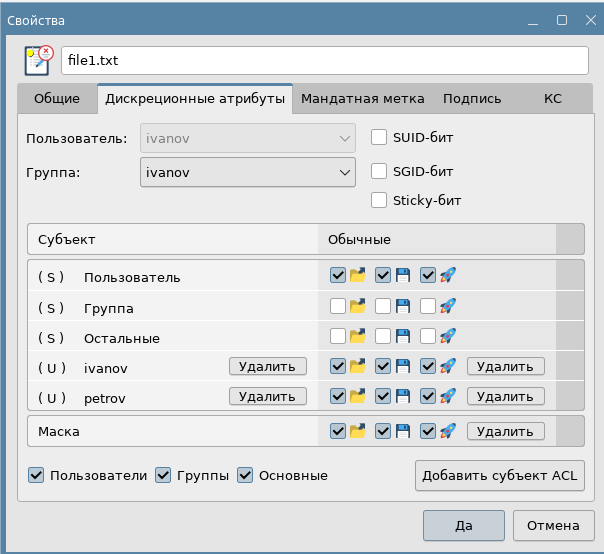 Свойства
file1.txt
Общие Дискреционные атрибуты Мандатная метка Подпись КС
Пользователь: ivanov SUID-бит
Группа: ivanov SGID-бит
Sticky-бит
Субъект Обычные
( S ) Пользователь
( S ) Группа
( S ) Остальные
( U ) ivanov Удалить Удалить
( U ) petrov Удалить Удалить
Маска Удалить
Пользователи Группы Основные Добавить субъект ACL
Да Отмена